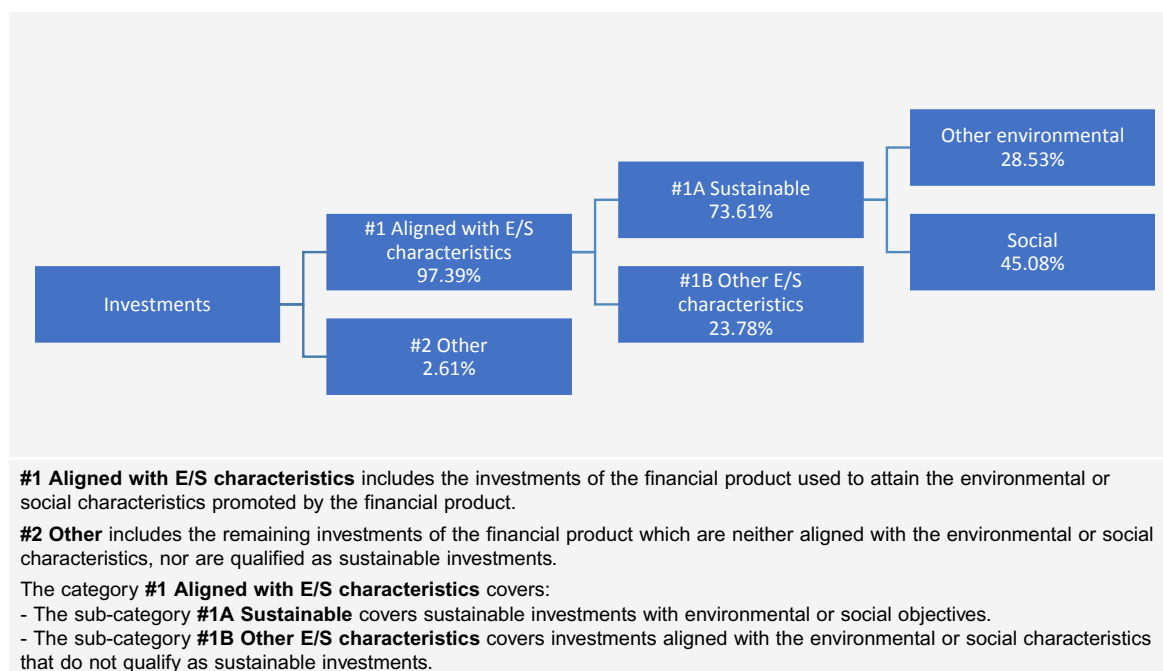 Investments
#1 Aligned with E/S
characteristics
97.39%
#2 Other
2.61%
#1A Sustainable
73.61%
#1B Other E/S
characteristics
23.78%
Other environmental
28.53%
Social
45.08%
#1 Aligned with E/S characteristics includes the investments of the financial product used to attain the environmental or
social characteristics promoted by the financial product.
#2 Other includes the remaining investments of the financial product which are neither aligned with the environmental or social
characteristics, nor are qualified as sustainable investments.
The category #1 Aligned with E/S characteristics covers:
- The sub-category #1A Sustainable covers sustainable investments with environmental or social objectives.
- The sub-category #1B Other E/S characteristics covers investments aligned with the environmental or social characteristics
that do not qualify as sustainable investments.